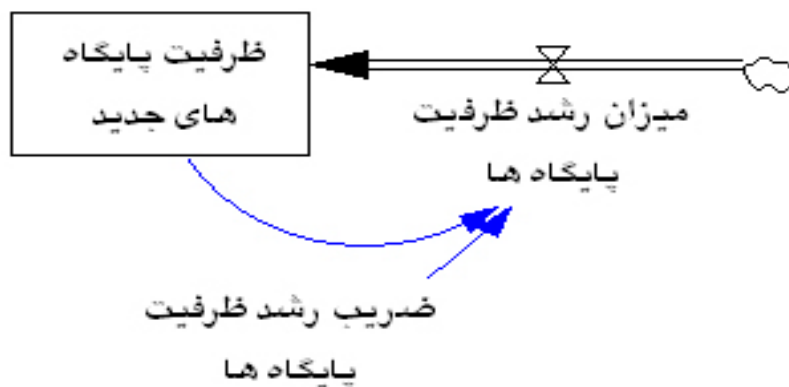 ظرفیت پایگاه
های جدید
میزان رشد ظرفیت
پایگاه ها
ضریب رشد ظرفیت
پایگاه ها